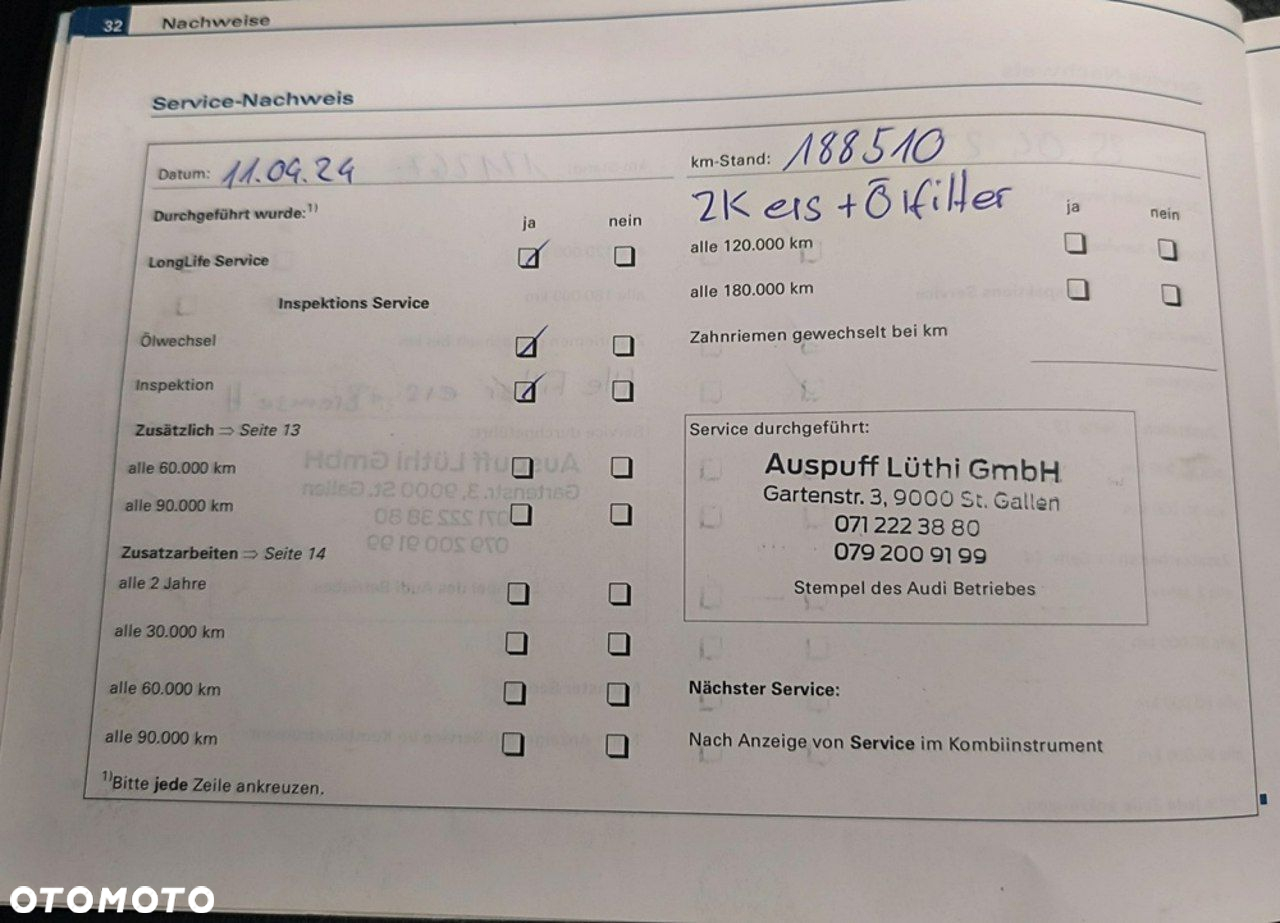 32 Nachweise
Service-Nachweis
Datum: 11.09.24
km-Stand: 188510
Durchgeführt wurde:1) ja nein
2K ers + Ölfilter ja nein
LongLife Service
alle 120.000 km
Inspektions Service
alle 180.000 km
Ölwechsel
Zahnriemen gewechselt bei km
Inspektion
Zusätzlich ⇒ Seite 13
alle 60.000 km
alle 90.000 km
Zusatzarbeiten ⇒ Seite 14
alle 2 Jahre
alle 30.000 km
alle 60.000 km
alle 90.000 km
1)Bitte jede Zeile ankreuzen.
Service durchgeführt:
Auspuff Lüthi GmbH
Gartenstr. 3, 9000 St. Gallen
071 222 38 80
079 200 91 99
Stempel des Audi Betriebes
Nächster Service:
Nach Anzeige von Service im Kombiinstrument
OTOMOTO